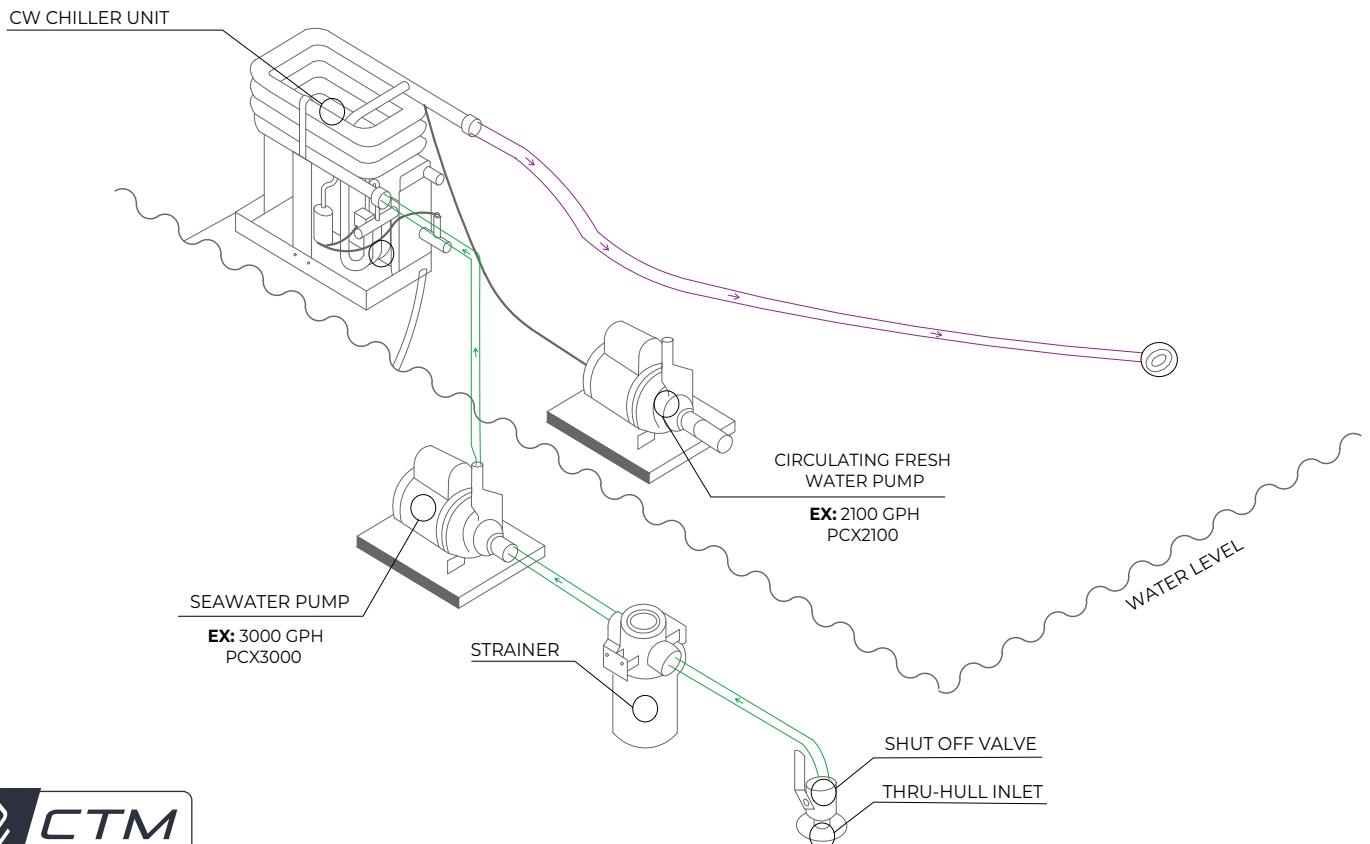 CW CHILLER UNIT
CIRCULATING FRESH
WATER PUMP
EX: 2100 GPH
PCX2100
WATER LEVEL
SEAWATER PUMP
EX: 3000 GPH
PCX3000
STRAINER
SHUT OFF VALVE
THRU-HULL INLET
CTM